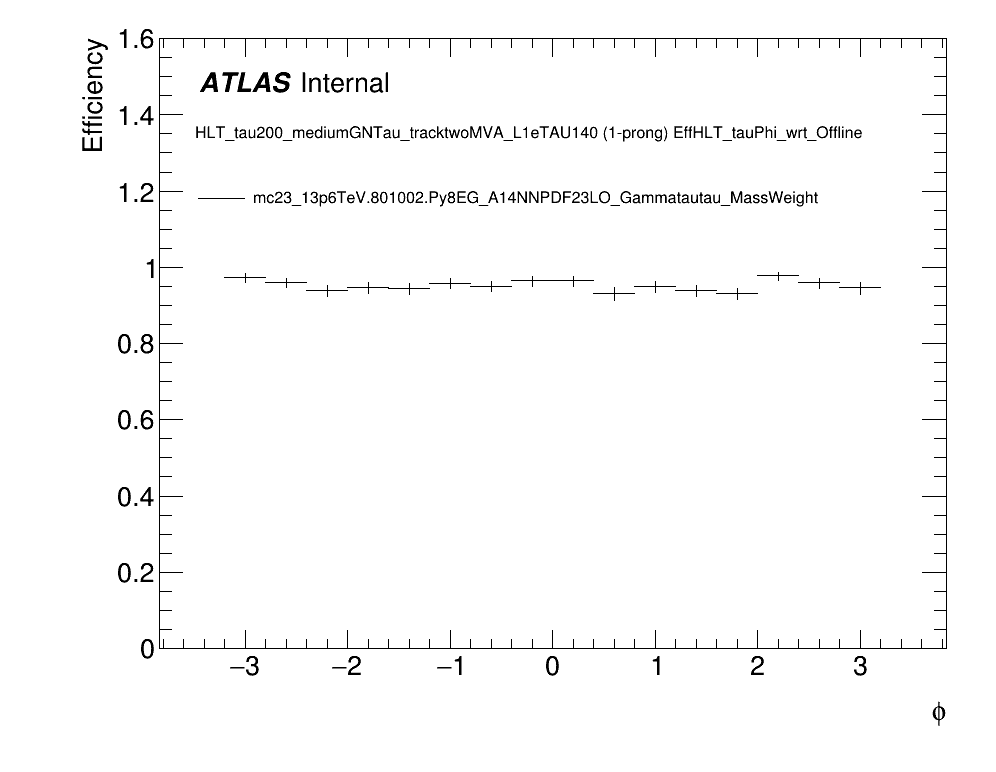 Efficiency
1.6
1.4
1.2
1
0.8
0.6
0.4
0.2
0
ATLAS Internal
HLT_tau200_mediumGNTau_tracktwoMVA_L1eTAU140 (1-prong) EffHLT_tauPhi_wrt_Offline
mc23_13p6TeV.801002.Py8EG_A14NNPDF23LO_Gammatautau_MassWeight
−3 −2 −1 0 1 2 3
ϕ